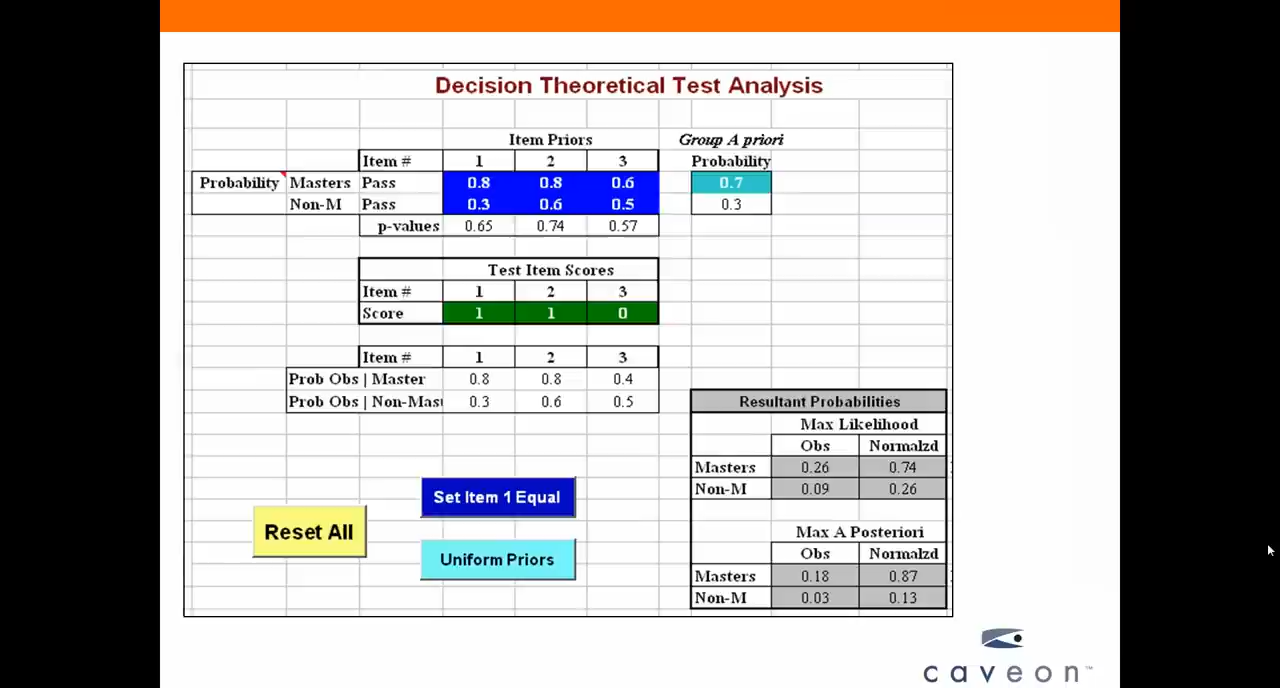 Decision Theoretical Test Analysis
Item Priors Group A priori
Item # 1 2 3 Probability
Probability Masters Pass 0.8 0.8 0.6 0.7
Non-M Pass 0.3 0.6 0.5 0.3
p-values 0.65 0.74 0.57
Test Item Scores
Item # 1 2 3
Score 1 1 0
Item # 1 2 3
Prob Obs | Master 0.8 0.8 0.4
Prob Obs | Non-Mas 0.3 0.6 0.5
Resultant Probabilities
Max Likelihood
Obs Normalzd
Masters 0.26 0.74
Non-M 0.09 0.26
Max A Posteriori
Obs Normalzd
Masters 0.18 0.87
Non-M 0.03 0.13
Set Item 1 Equal
Reset All
Uniform Priors
caveon™